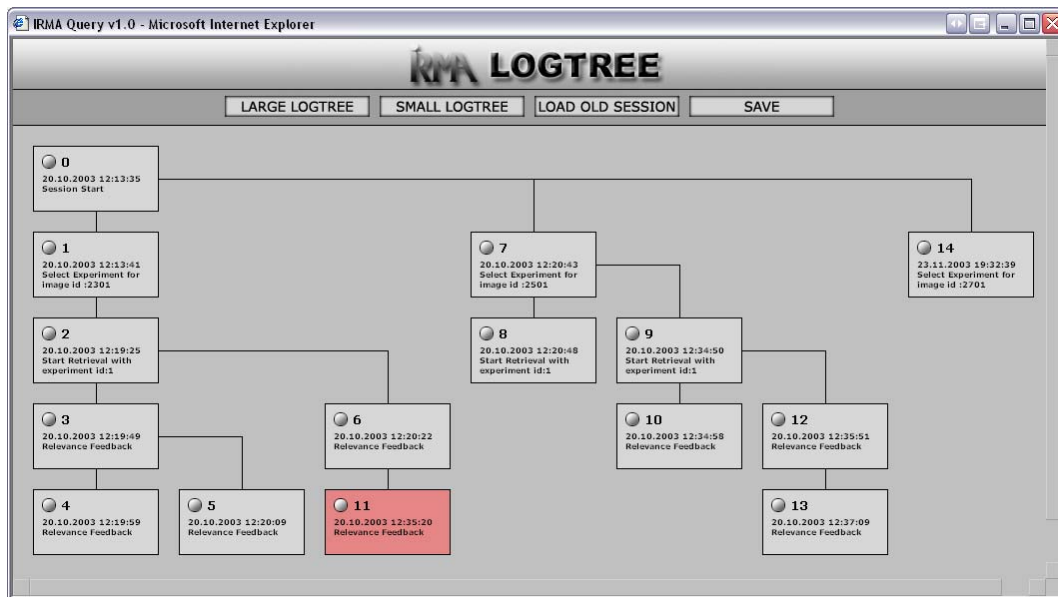 IRMA Query v1.0 - Microsoft Internet Explorer
IRMA LOGTREE
LARGE LOGTREE
SMALL LOGTREE
LOAD OLD SESSION
SAVE
0
20.10.2003 12:13:35
Session Start
1
20.10.2003 12:13:41
Select Experiment for
image id :2301
7
20.10.2003 12:20:43
Select Experiment for
image id :2501
14
23.11.2003 19:32:39
Select Experiment for
image id :2701
2
20.10.2003 12:19:25
Start Retrieval with
experiment id:1
8
20.10.2003 12:20:48
Start Retrieval with
experiment id:1
9
20.10.2003 12:34:50
Start Retrieval with
experiment id:1
3
20.10.2003 12:19:49
Relevance Feedback
6
20.10.2003 12:20:22
Relevance Feedback
10
20.10.2003 12:34:58
Relevance Feedback
12
20.10.2003 12:35:51
Relevance Feedback
4
20.10.2003 12:19:59
Relevance Feedback
5
20.10.2003 12:20:09
Relevance Feedback
11
20.10.2003 12:35:20
Relevance Feedback
13
20.10.2003 12:37:09
Relevance Feedback